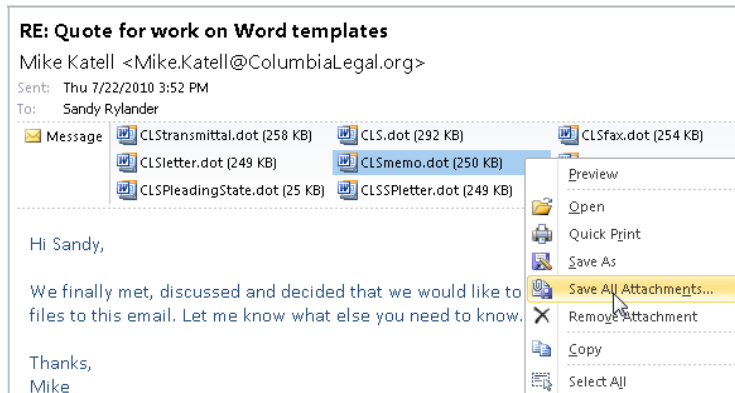 RE: Quote for work on Word templates
Mike Katell <Mike.Katell@ColumbiaLegal.org>
Sent: Thu 7/22/2010 3:52 PM
To: Sandy Rylander
Message CLStransmittal.dot (258 KB) CLS.dot (292 KB) CLSfax.dot (254 KB)
CLSletter.dot (249 KB) CLSmemo.dot (250 KB)
CLSPleadingState.dot (25 KB) CLSSPletter.dot (249 KB)
Preview
Open
Quick Print
Save As
Save All Attachments...
Remove Attachment
Copy
Select All
Hi Sandy,
We finally met, discussed and decided that we would like to
files to this email. Let me know what else you need to know.
Thanks,
Mike